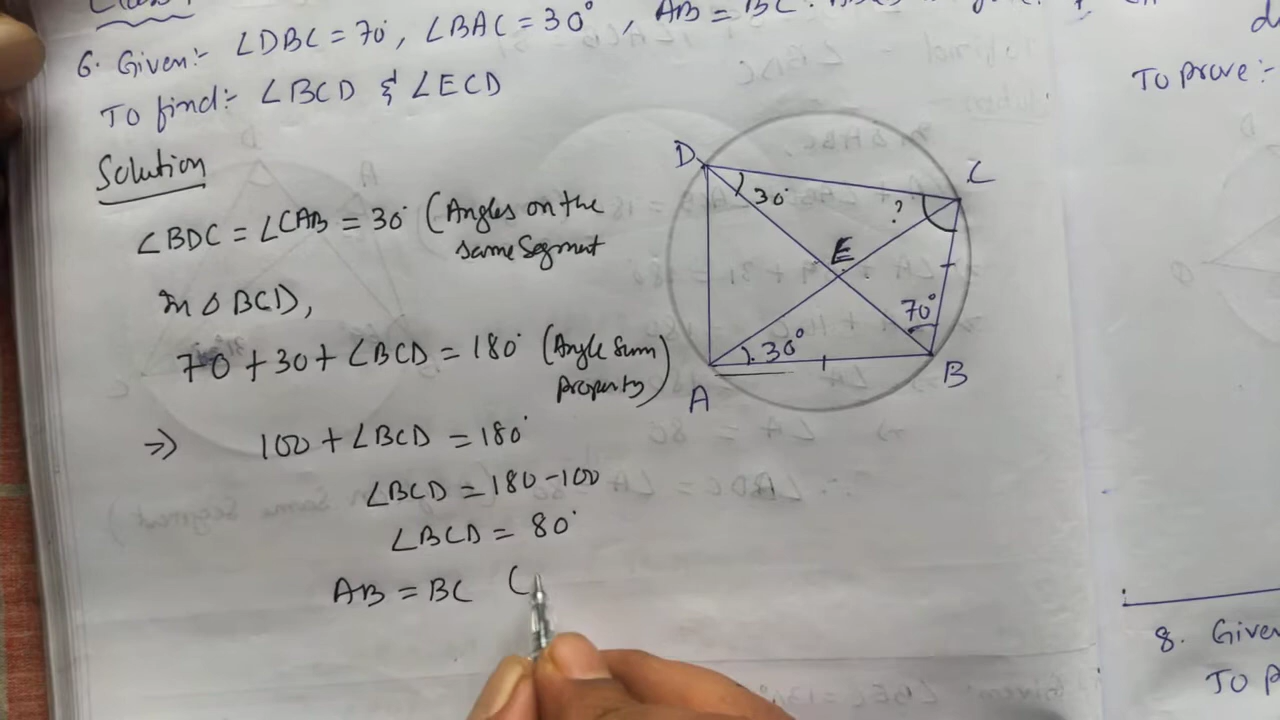 6. Given:- ∠DBC = 70°, ∠BAC = 30°, AB = BC.
To find:- ∠BCD & ∠ECD
Solution
∠BDC = ∠CAB = 30° (Angles on the
same Segment
In △ BCD,
70 + 30 + ∠BCD = 180° (Angle Sum
Property)
⇒ 100 + ∠BCD = 180°
∠BCD = 180 - 100
∠BCD = 80°
AB = BC (
D
C
30°
?
E
70°
30°
A
B
To prove:-
8. Given
To p